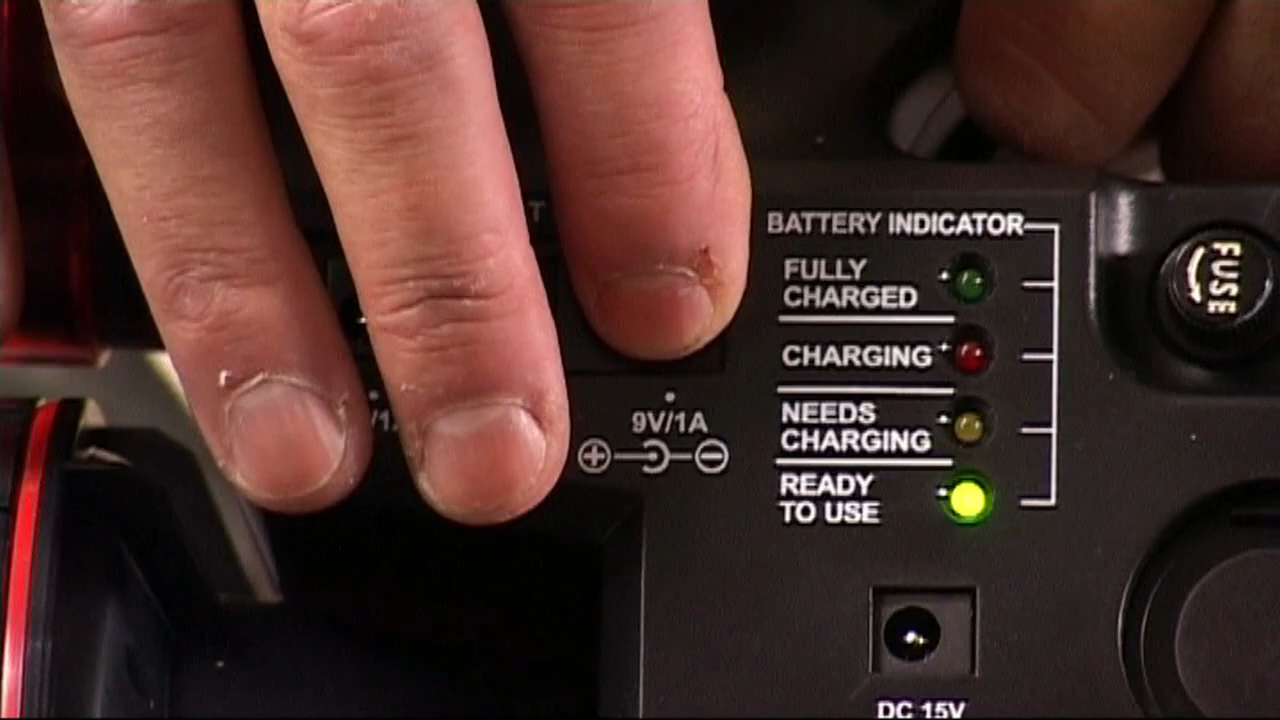 T
BATTERY INDICATOR
FULLY
CHARGED
CHARGING
NEEDS
CHARGING
READY
TO USE
FUSE
9V/1A
DC 15V